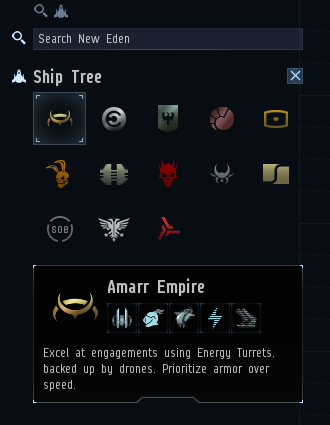 Search New Eden
Ship Tree
soe
Amarr Empire
Excel at engagements using Energy Turrets,
backed up by drones. Prioritize armor over
speed.